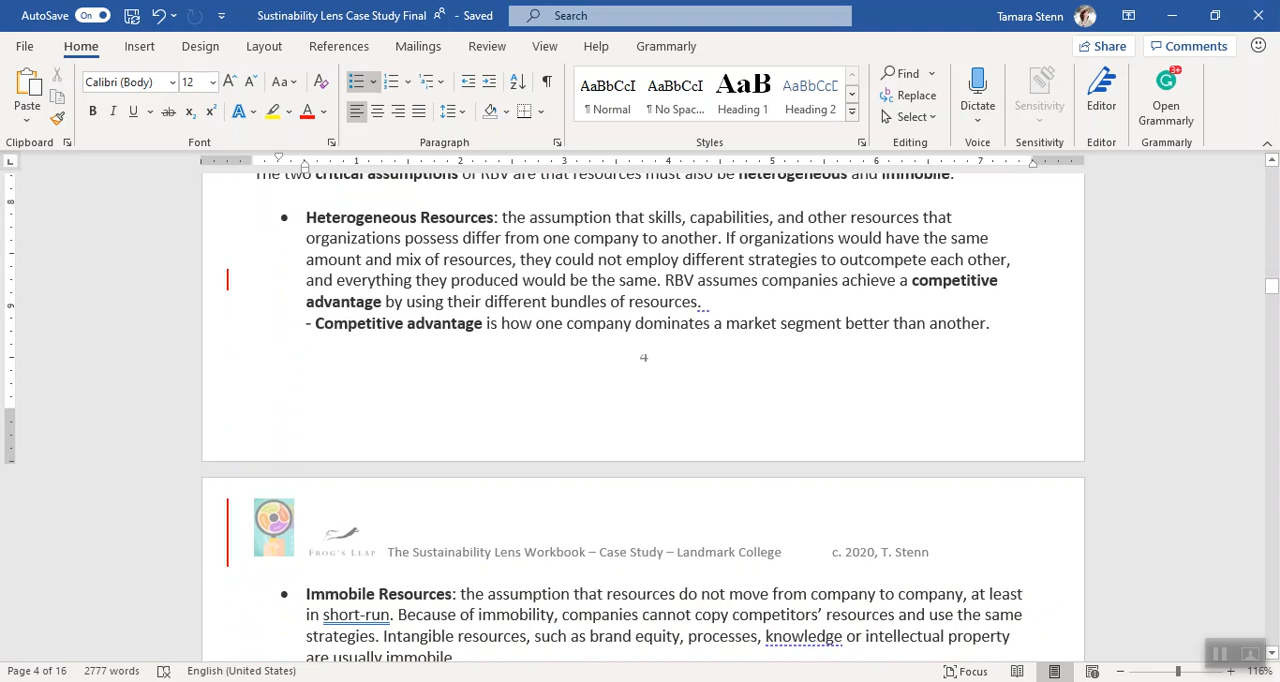 AutoSave On Sustinability Lens Case Study Final - Saved Search Tamara Stenn
File Home Insert Design Layout References Mailings Review View Help Grammarly Share Comments
Paste Calibri (Body) 12 Aa AaBbCcI AaBbCcI AaB AaBbCcD Find Dictate Sensitivity Editor Open Grammarly
¶ Normal ¶ No Spac... Heading 1 Heading 2 Replace
Select
Clipboard Font Paragraph Styles Editing Voice Sensitivity Editor Grammarly
1 2 3 4 5 6 7
The two critical assumptions of RBV are that resources must also be heterogeneous and immobile.
• Heterogeneous Resources: the assumption that skills, capabilities, and other resources that
organizations possess differ from one company to another. If organizations would have the same
amount and mix of resources, they could not employ different strategies to outcompete each other,
and everything they produced would be the same. RBV assumes companies achieve a competitive
advantage by using their different bundles of resources.
- Competitive advantage is how one company dominates a market segment better than another.
4
FROG'S LEAP The Sustainability Lens Workbook – Case Study – Landmark College c. 2020, T. Stenn
• Immobile Resources: the assumption that resources do not move from company to company, at least
in short-run. Because of immobility, companies cannot copy competitors' resources and use the same
strategies. Intangible resources, such as brand equity, processes, knowledge or intellectual property
are usually immobile.
Page 4 of 16 2777 words English (United States) Focus 116%